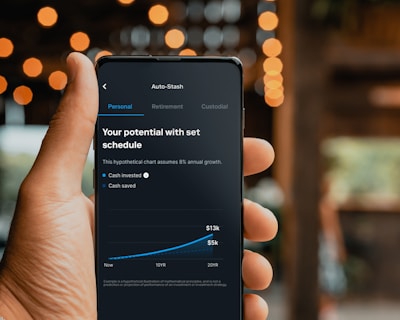 Auto-Stash
Personal Retirement Custodial
Your potential with set
schedule
This hypothetical chart assumes 8% annual growth.
Cash invested
Cash saved
$13k
$5k
Now 10YR 20YR